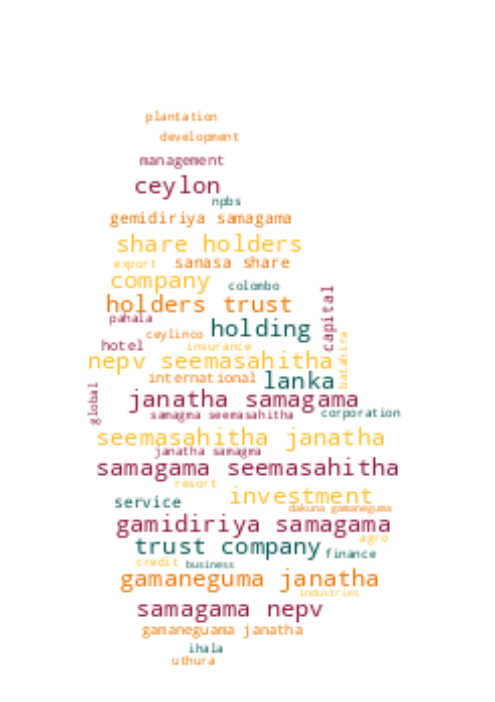 plantation
development
management
ceylon
npbs
gemidiriya samagama
share holders
export sanasa share
company colombo
holders trust capital
pahala
ceylinco holding
hotel insurance batahira
nepv seemasahitha
international lanka
global janatha samagama
samagma seemasahitha corporation
seemasahitha janatha
janatha samagma
samagama seemasahitha
resort
service investment
dakuna gamaneguma
gamidiriya samagama
agro
trust company finance
credit business
gamaneguma janatha
industries
samagama nepv
gamaneguama janatha
ihala
uthura